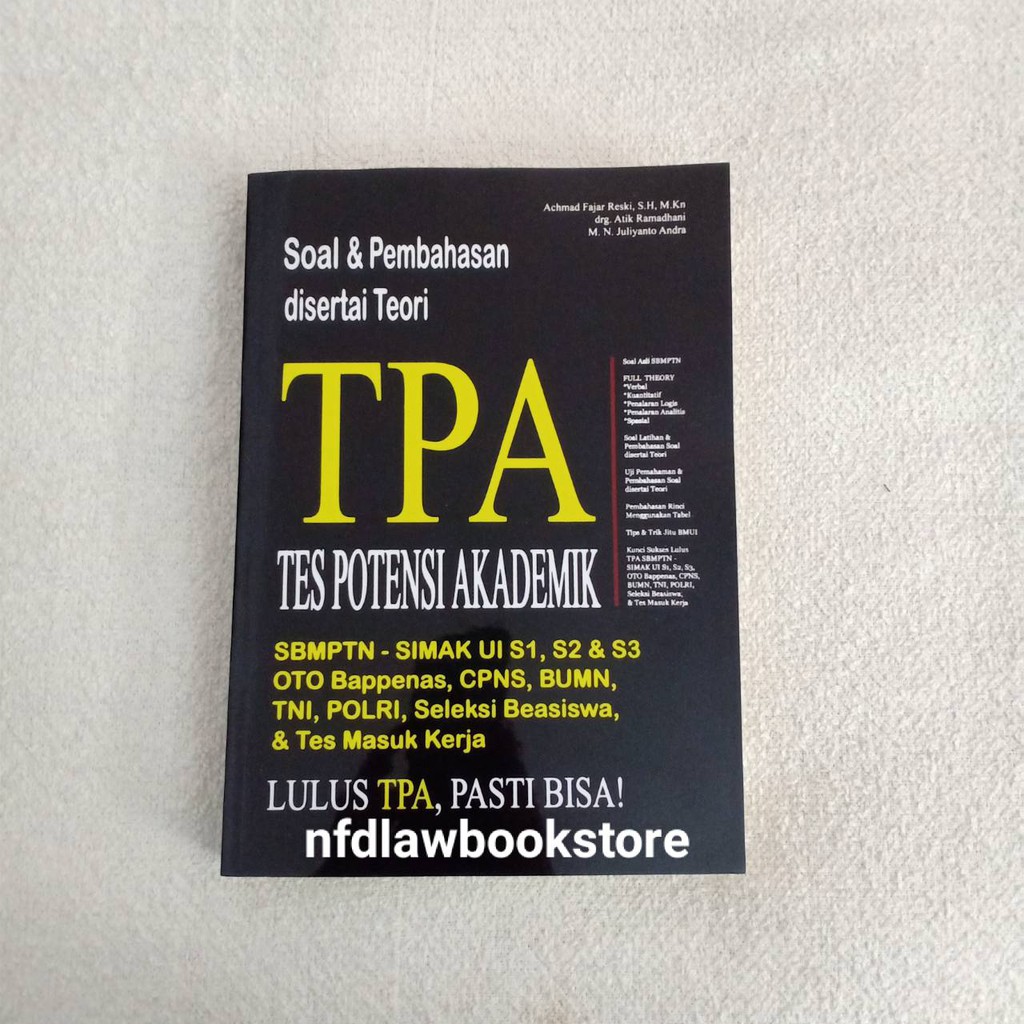 Achmad Fajar Reski, S.H, M.Kn
drg. Atik Ramadhani
M. N. Juliyanto Andra
Soal & Pembahasan
disertai Teori
TPA
TES POTENSI AKADEMIK
Soal Asli SBMPTN
FULL THEORY
*Verbal
*Kuantitatif
*Penalaran Logis
*Penalaran Analitis
*Spasial
Soal Latihan &
Pembahasan Soal
disertai Teori
Uji Pemahaman &
Pembahasan Soal
disertai Teori
Pembahasan Rinci
Menggunakan Tabel
Tips & Trik Jitu BMUI
Kunci Sukses Lulus
TPA SBMPTN -
SIMAK UI S1, S2, S3,
OTO Bappenas, CPNS,
BUMN, TNI, POLRI,
Seleksi Beasiswa,
& Tes Masuk Kerja
SBMPTN - SIMAK UI S1, S2 & S3
OTO Bappenas, CPNS, BUMN,
TNI, POLRI, Seleksi Beasiswa,
& Tes Masuk Kerja
LULUS TPA, PASTI BISA!
nfdlawbookstore